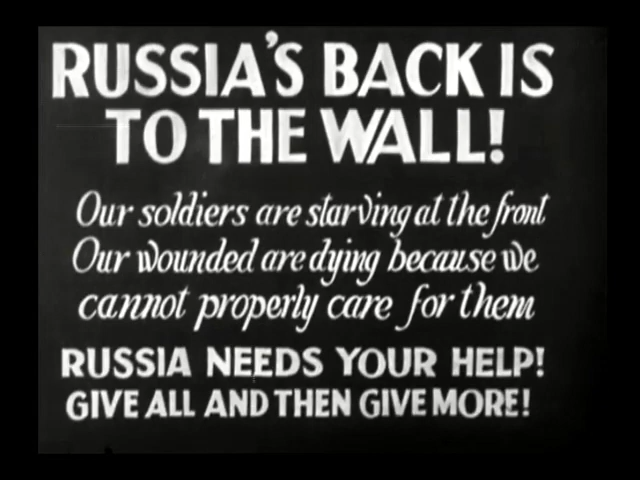 RUSSIA'S BACK IS
TO THE WALL!
Our soldiers are starving at the front
Our wounded are dying because we
cannot properly care for them
RUSSIA NEEDS YOUR HELP!
GIVE ALL AND THEN GIVE MORE!